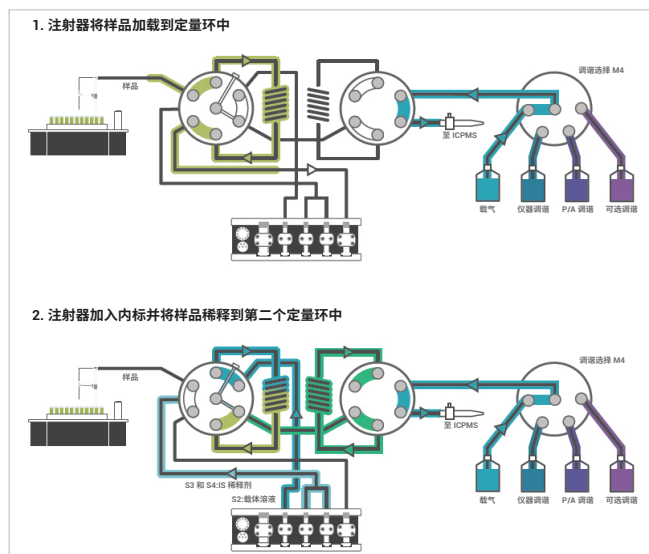 1. 注射器将样品加载到定量环中
调谐选择 M4
样品
至 ICPMS
载气
仪器调谐
P/A 调谐
可选调谐
2. 注射器加入内标并将样品稀释到第二个定量环中
调谐选择 M4
样品
至 ICPMS
S3 和 S4:IS 稀释剂
S2:载体溶液
载气
仪器调谐
P/A 调谐
可选调谐